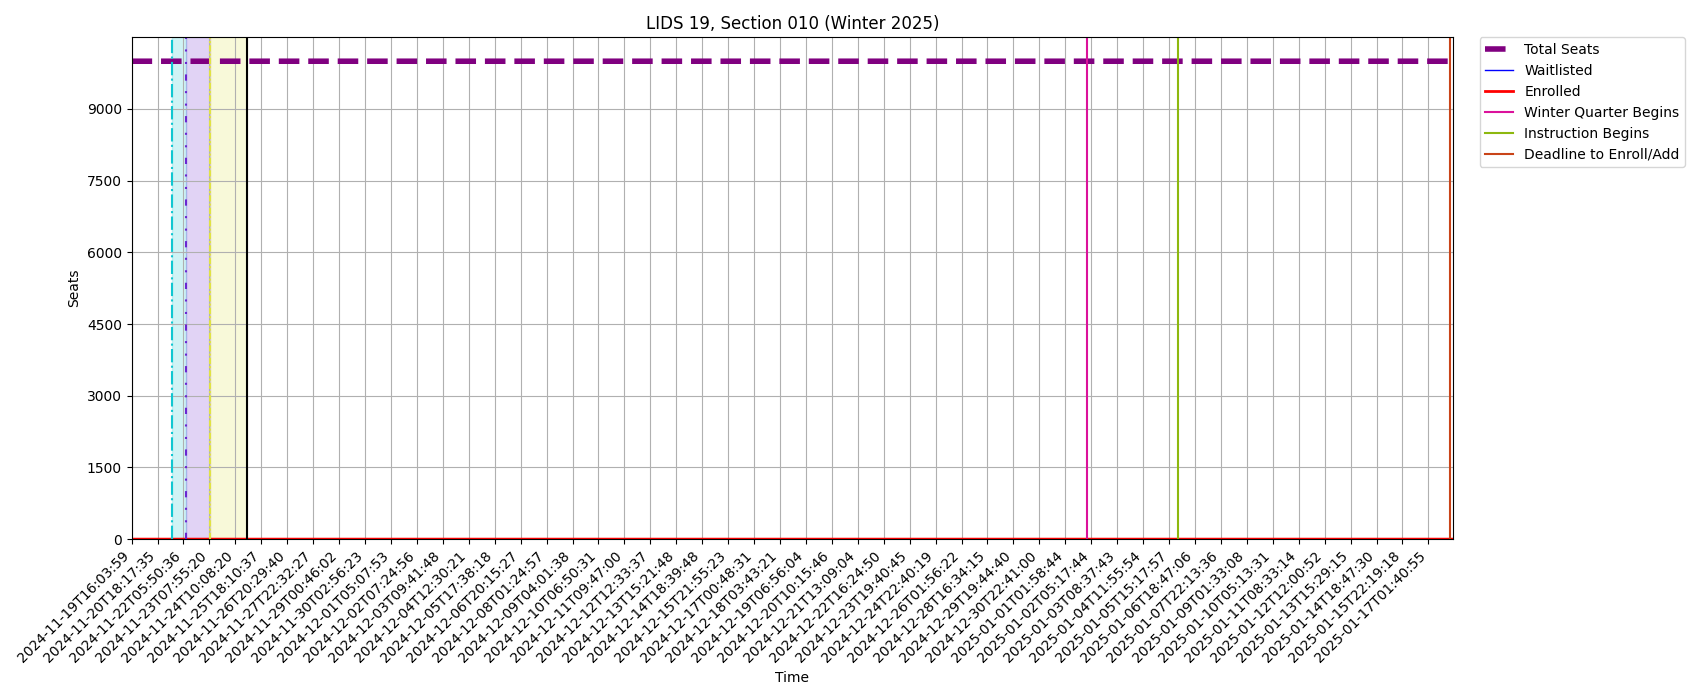 LIDS 19, Section 010 (Winter 2025)
Total Seats
Waitlisted
Enrolled
Winter Quarter Begins
Instruction Begins
Deadline to Enroll/Add
Seats
9000
7500
6000
4500
3000
1500
0
2024-11-19T16:03:59
2024-11-20T18:17:35
2024-11-22T05:50:36
2024-11-23T07:55:20
2024-11-24T10:08:20
2024-11-25T18:10:37
2024-11-26T20:29:40
2024-11-27T22:32:27
2024-11-29T00:46:02
2024-11-30T02:56:23
2024-12-01T05:07:53
2024-12-02T07:24:56
2024-12-03T09:41:48
2024-12-04T12:30:21
2024-12-05T17:38:18
2024-12-06T20:15:27
2024-12-08T01:24:57
2024-12-09T04:01:38
2024-12-10T06:50:31
2024-12-11T09:47:00
2024-12-12T12:33:37
2024-12-13T15:21:48
2024-12-14T18:39:48
2024-12-15T21:55:23
2024-12-17T00:48:31
2024-12-18T03:43:21
2024-12-19T06:56:04
2024-12-20T10:15:46
2024-12-21T13:09:04
2024-12-22T16:24:50
2024-12-23T19:40:45
2024-12-24T22:40:19
2024-12-26T01:56:22
2024-12-28T16:34:15
2024-12-29T19:44:40
2024-12-30T22:41:00
2025-01-01T01:58:44
2025-01-02T05:17:44
2025-01-03T08:37:43
2025-01-04T11:55:54
2025-01-05T15:17:57
2025-01-06T18:47:06
2025-01-07T22:13:36
2025-01-09T01:33:08
2025-01-10T05:13:31
2025-01-11T08:33:14
2025-01-12T12:00:52
2025-01-13T15:29:15
2025-01-14T18:47:30
2025-01-15T22:19:18
2025-01-17T01:40:55
Time